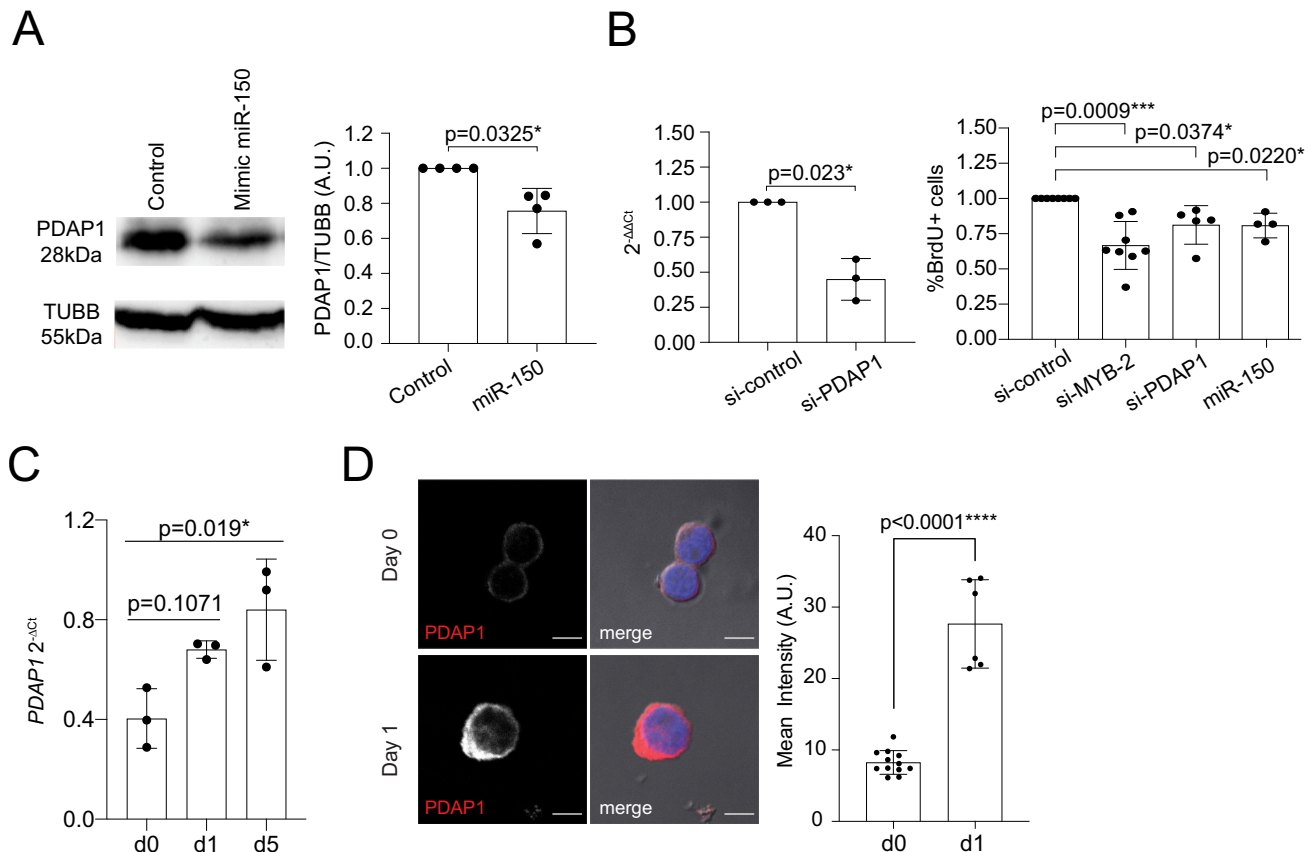 A
Control
Mimic miR-150
PDAP1
28kDa
TUBB
55kDa
PDAP1/TUBB (A.U.)
1.2
1.0
0.8
0.6
0.4
0.2
0.0
p=0.0325*
Control
miR-150
B
2-ΔΔCt
1.50
1.25
1.00
0.75
0.50
0.25
0.00
p=0.023*
si-control
si-PDAP1
%BrdU+ cells
1.50
1.25
1.00
0.75
0.50
0.25
0.00
p=0.0009***
p=0.0374*
p=0.0220*
si-control
si-MYB-2
si-PDAP1
miR-150
C
PDAP1 2-ΔCt
1.2
0.8
0.4
0.0
p=0.019*
p=0.1071
d0
d1
d5
D
Day 0
PDAP1
merge
Day 1
PDAP1
merge
Mean Intensity (A.U.)
40
30
20
10
0
p<0.0001****
d0
d1